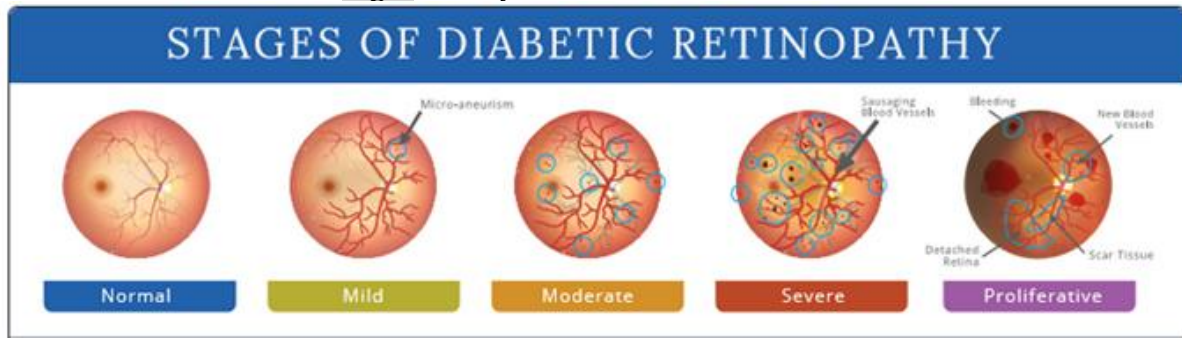 STAGES OF DIABETIC RETINOPATHY
Micro-aneurism
Sausaging
Blood Vessels
Bleeding
New Blood
Vessels
Detached
Retina
Scar Tissue
Normal
Mild
Moderate
Severe
Proliferative